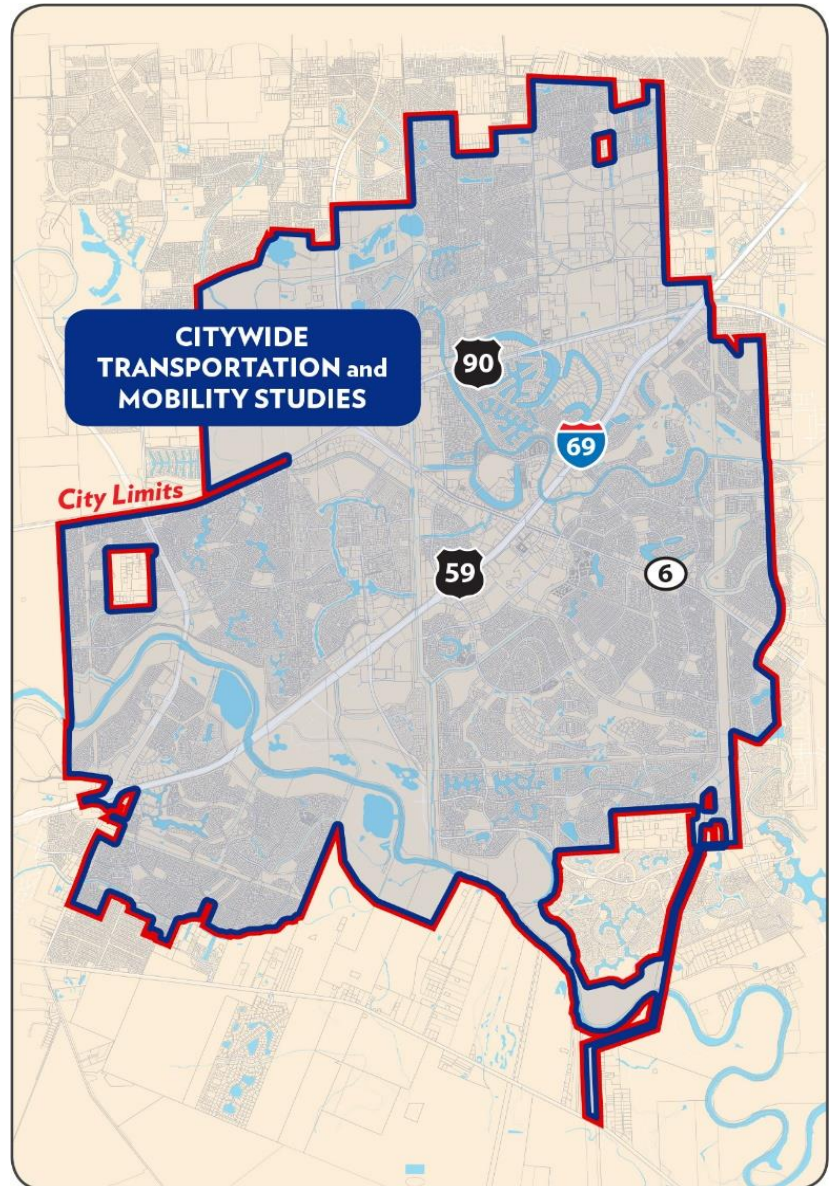 CITYWIDE
TRANSPORTATION and
MOBILITY STUDIES
90
69
City Limits
59
6